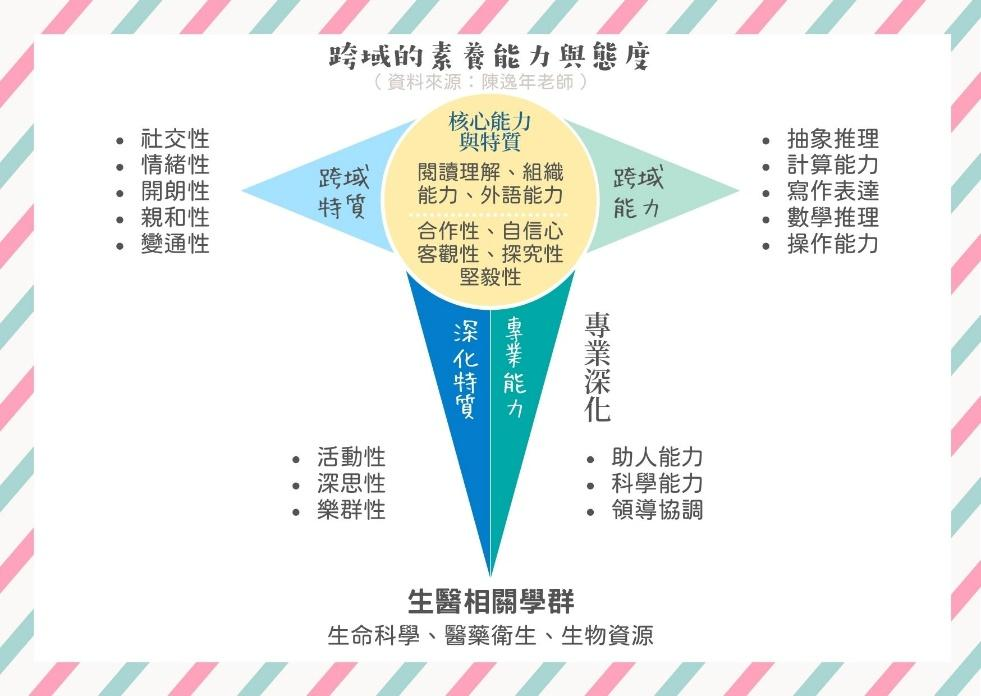 跨域的素養能力與態度
（資料來源：陳逸年老師）
核心能力
與特質
閱讀理解、組織
能力、外語能力
合作性、自信心
客觀性、探究性
堅毅性
跨域
特質
社交性
情緒性
開朗性
親和性
變通性
跨域
能力
抽象推理
計算能力
寫作表達
數學推理
操作能力
深化特質
專業能力
專業深化
活動性
深思性
樂群性
助人能力
科學能力
領導協調
生醫相關學群
生命科學、醫藥衛生、生物資源